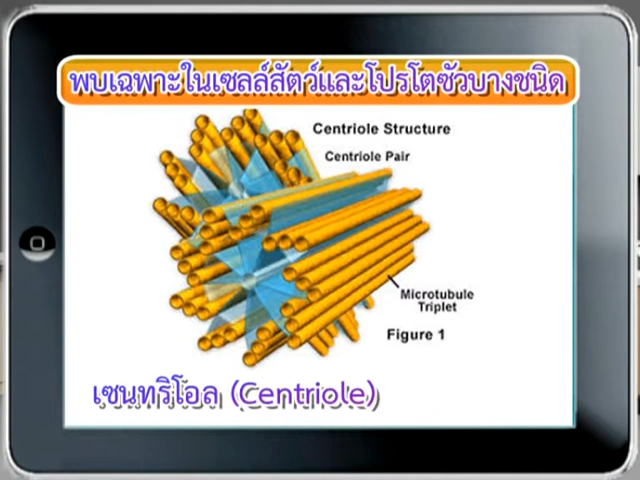 พบเฉพาะในเซลล์สัตว์และโปรโตซัวบางชนิด
Centriole Structure
Centriole Pair
Microtubule
Triplet
Figure 1
เซนทริโอล (Centriole)